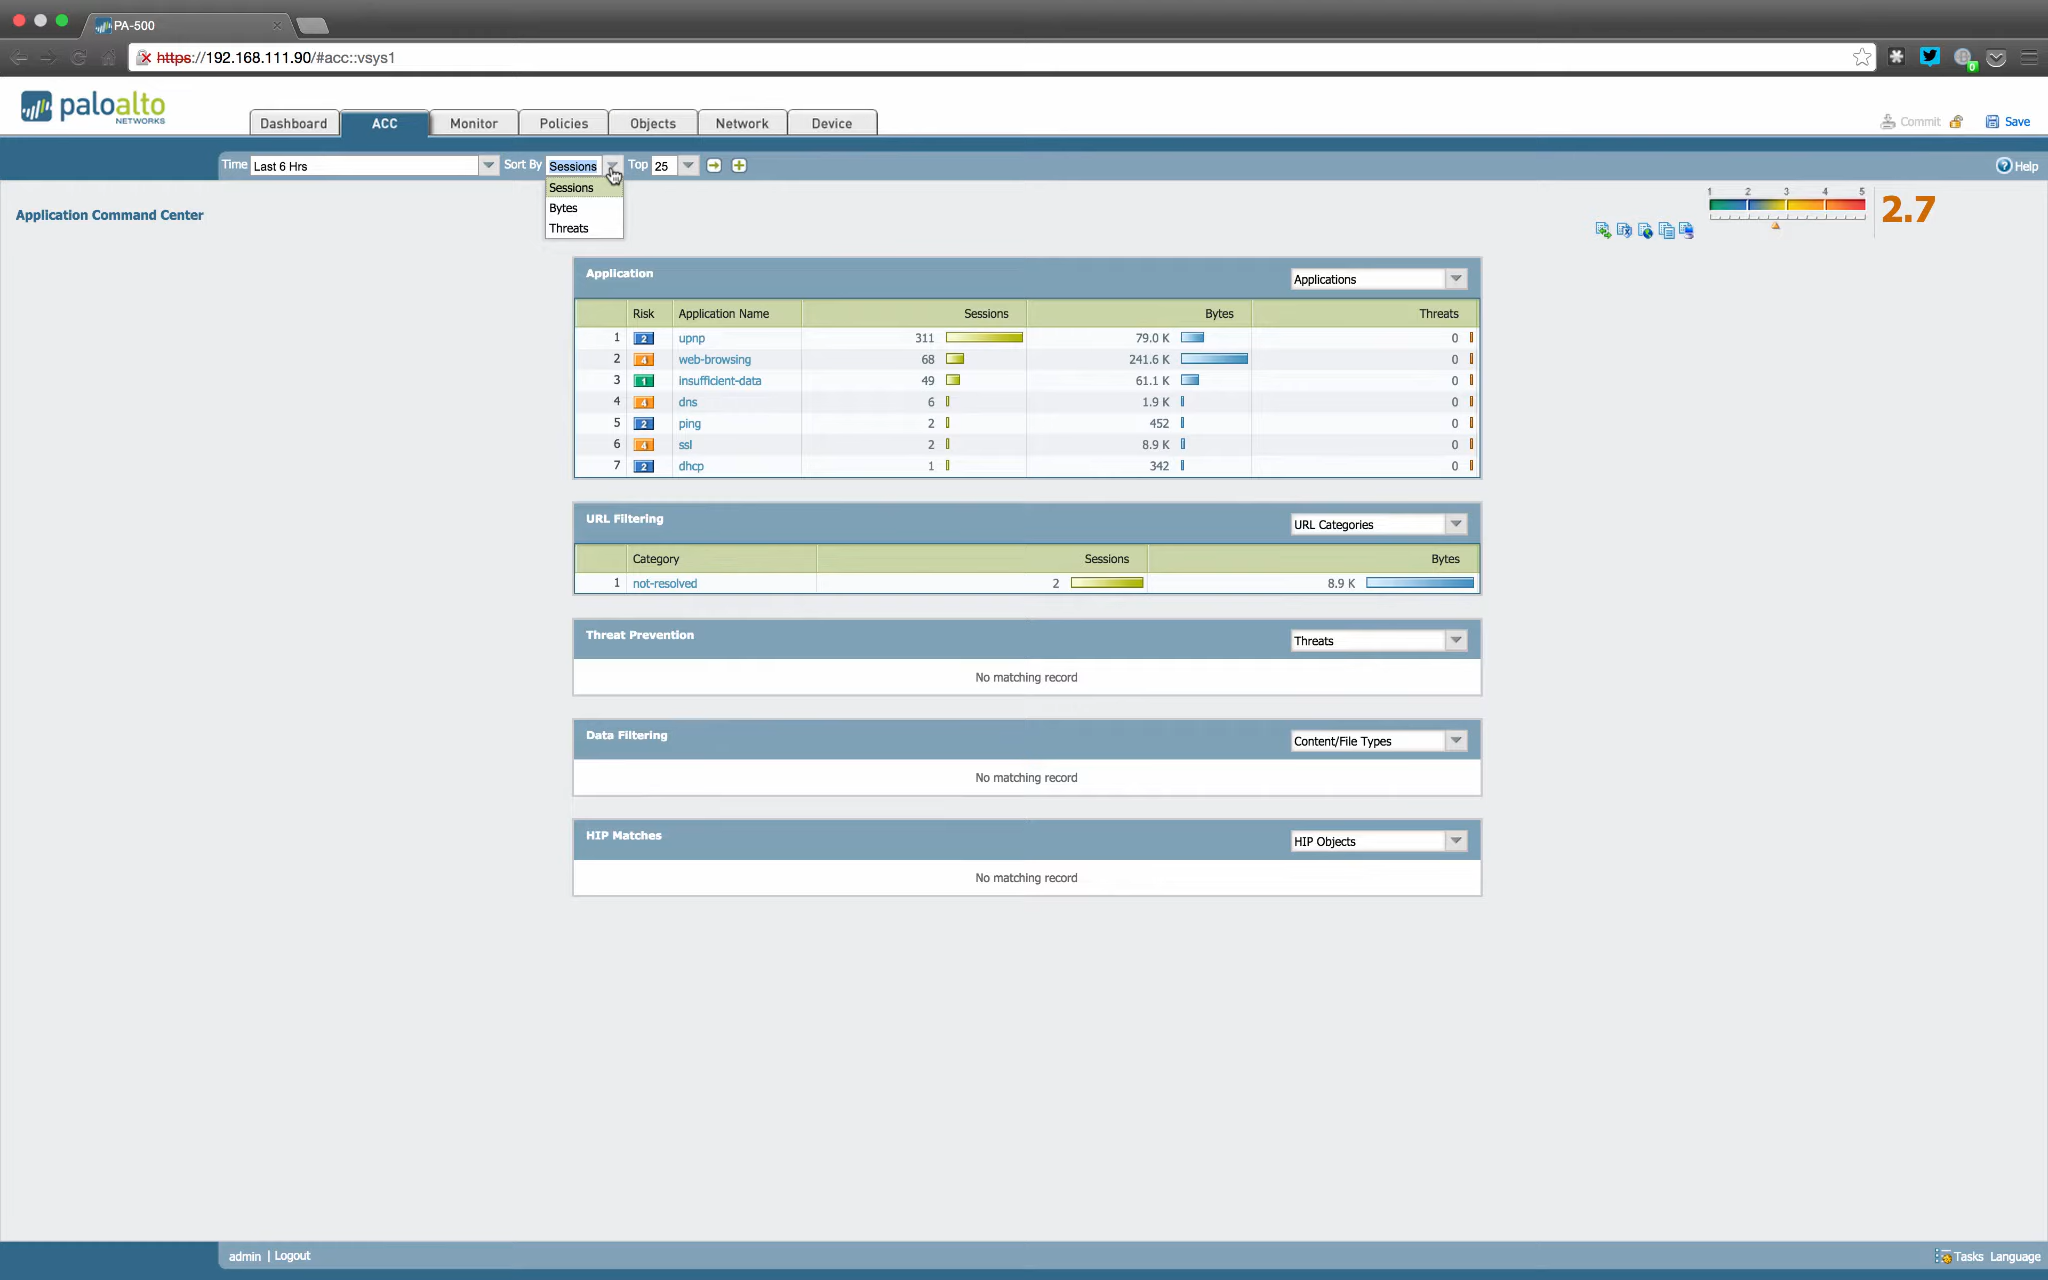 PA-500
https://192.168.111.90/#acc::vsys1
0
paloalto
NETWORKS
Dashboard ACC Monitor Policies Objects Network Device
Commit Save
Time Last 6 Hrs Sort By Sessions Top 25 Help
Sessions
Bytes
Threats
Application Command Center
1 2 3 4 5
2.7
Application Applications
Risk Application Name Sessions Bytes Threats
1 2 upnp 311 79.0 K 0
2 4 web-browsing 68 241.6 K 0
3 1 insufficient-data 49 61.1 K 0
4 4 dns 6 1.9 K 0
5 2 ping 2 452 0
6 4 ssl 2 8.9 K 0
7 2 dhcp 1 342 0
URL Filtering URL Categories
Category Sessions Bytes
1 not-resolved 2 8.9 K
Threat Prevention Threats
No matching record
Data Filtering Content/File Types
No matching record
HIP Matches HIP Objects
No matching record
admin | Logout Tasks Language